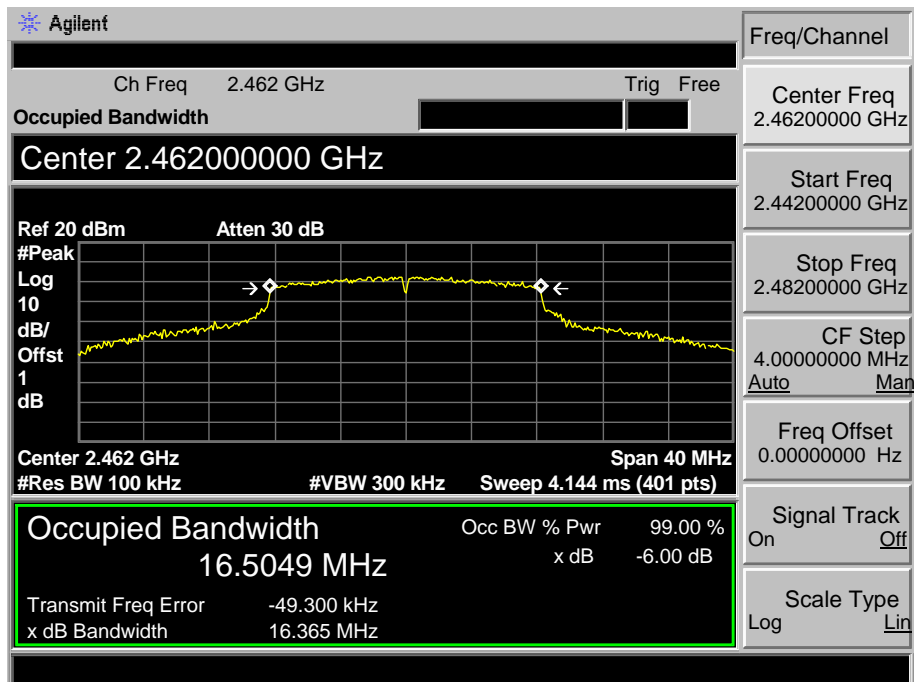 Agilent
Ch Freq 2.462 GHz Trig Free
Occupied Bandwidth
Center 2.462000000 GHz
Ref 20 dBm Atten 30 dB
#Peak
Log
10
dB/
Offst
1
dB
Center 2.462 GHz Span 40 MHz
#Res BW 100 kHz #VBW 300 kHz Sweep 4.144 ms (401 pts)
Occupied Bandwidth
16.5049 MHz
Occ BW % Pwr 99.00 %
x dB -6.00 dB
Transmit Freq Error -49.300 kHz
x dB Bandwidth 16.365 MHz
Freq/Channel
Center Freq
2.46200000 GHz
Start Freq
2.44200000 GHz
Stop Freq
2.48200000 GHz
CF Step
4.00000000 MHz
Auto Man
Freq Offset
0.00000000 Hz
Signal Track
On Off
Scale Type
Log Lin